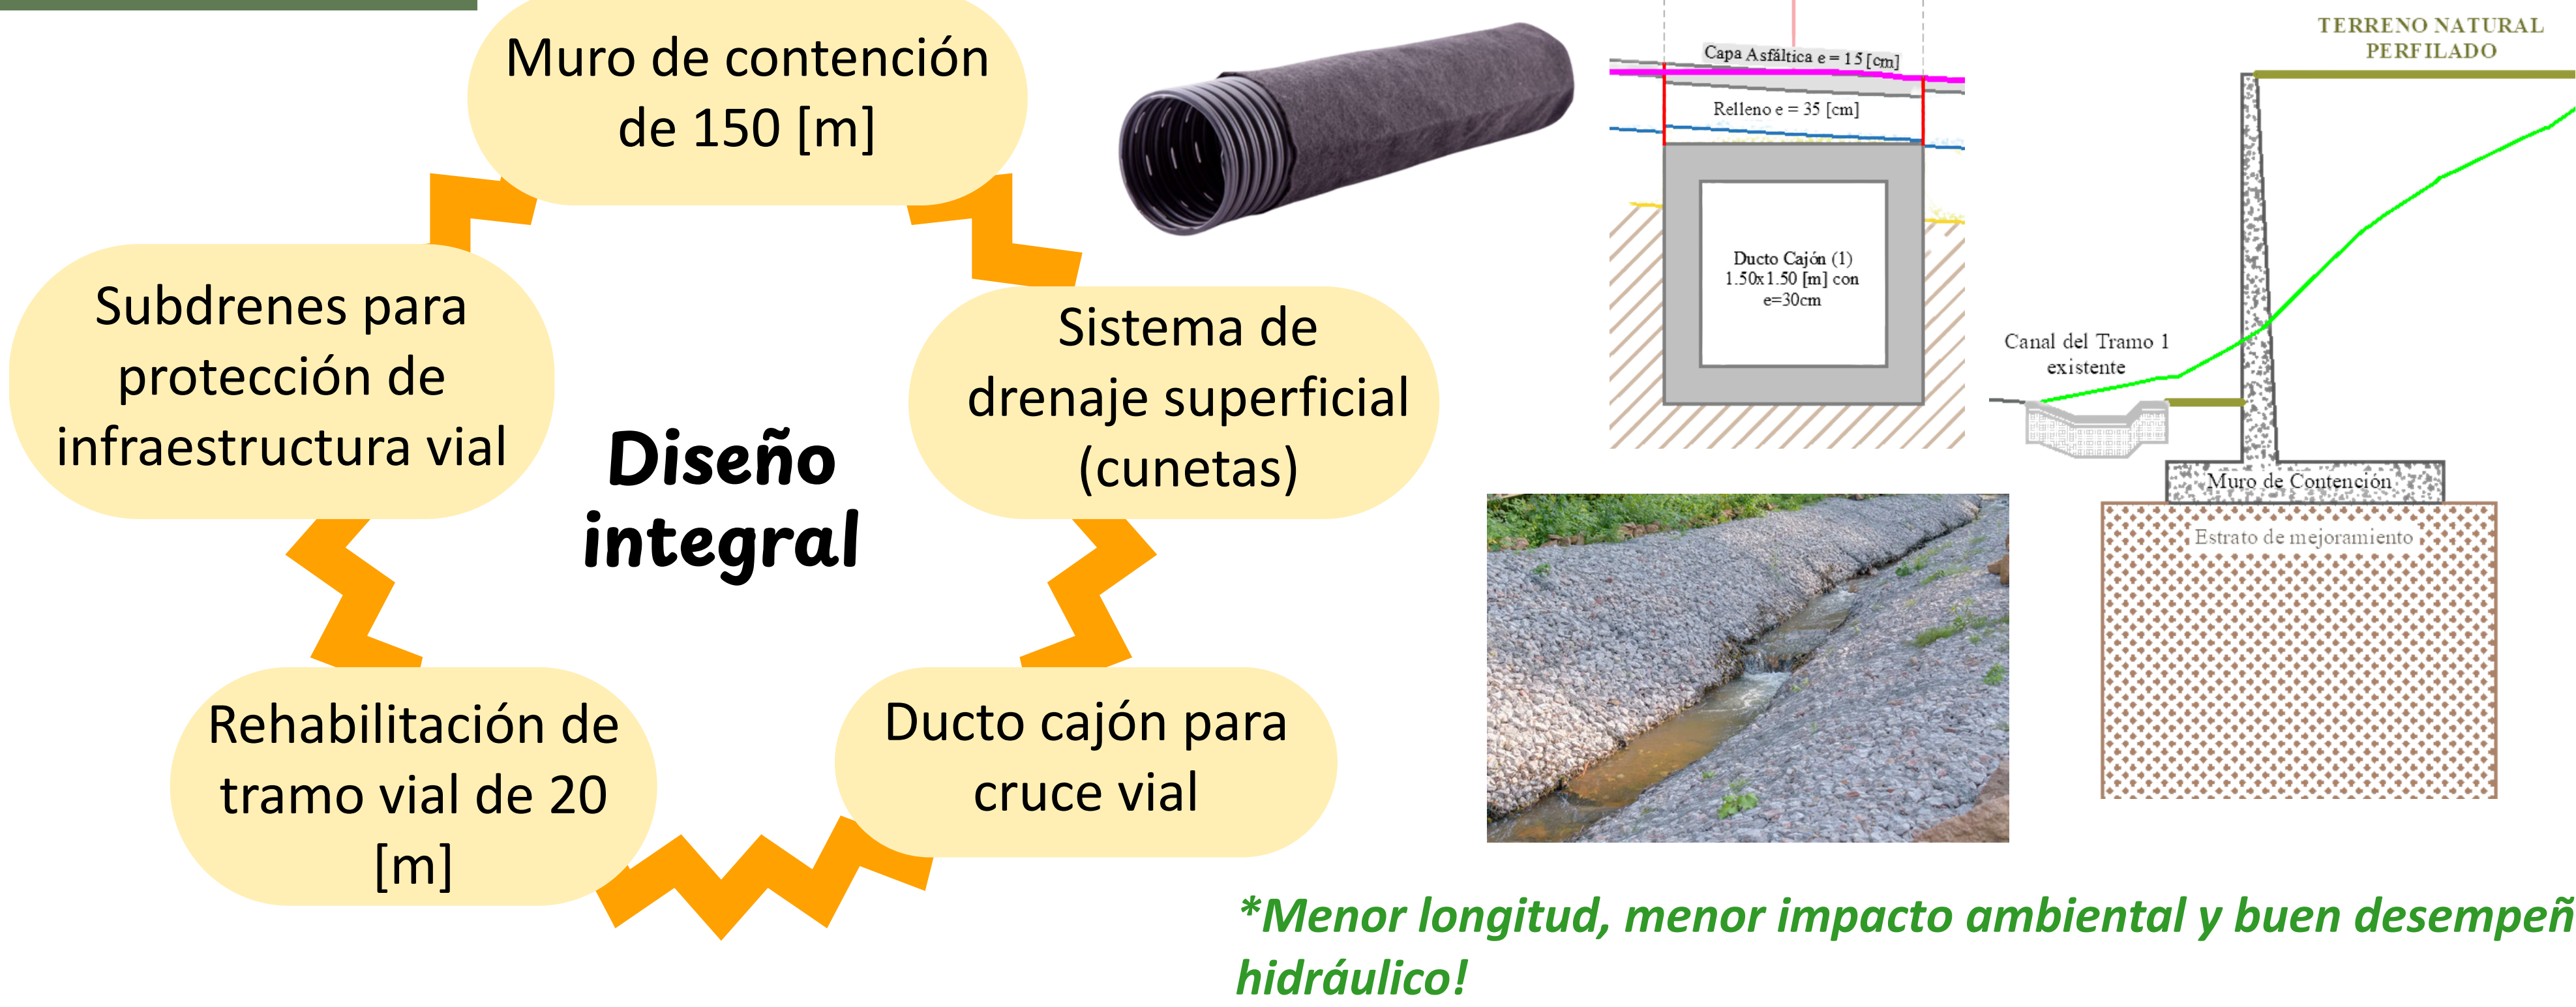 Muro de contención
de 150 [m]
Subdrenes para
protección de
infraestructura vial
Sistema de
drenaje superficial
(cunetas)
Diseño
integral
Rehabilitación de
tramo vial de 20
[m]
Ducto cajón para
cruce vial
Capa Asfáltica e = 15 [cm]
Relleno e = 35 [cm]
Ducto Cajón (1)
1.50x1.50 [m] con
e=30cm
TERRENO NATURAL
PERFILADO
Canal del Tramo 1
existente
Muro de Contención
Estrato de mejoramiento
*Menor longitud, menor impacto ambiental y buen desempeñ
hidráulico!